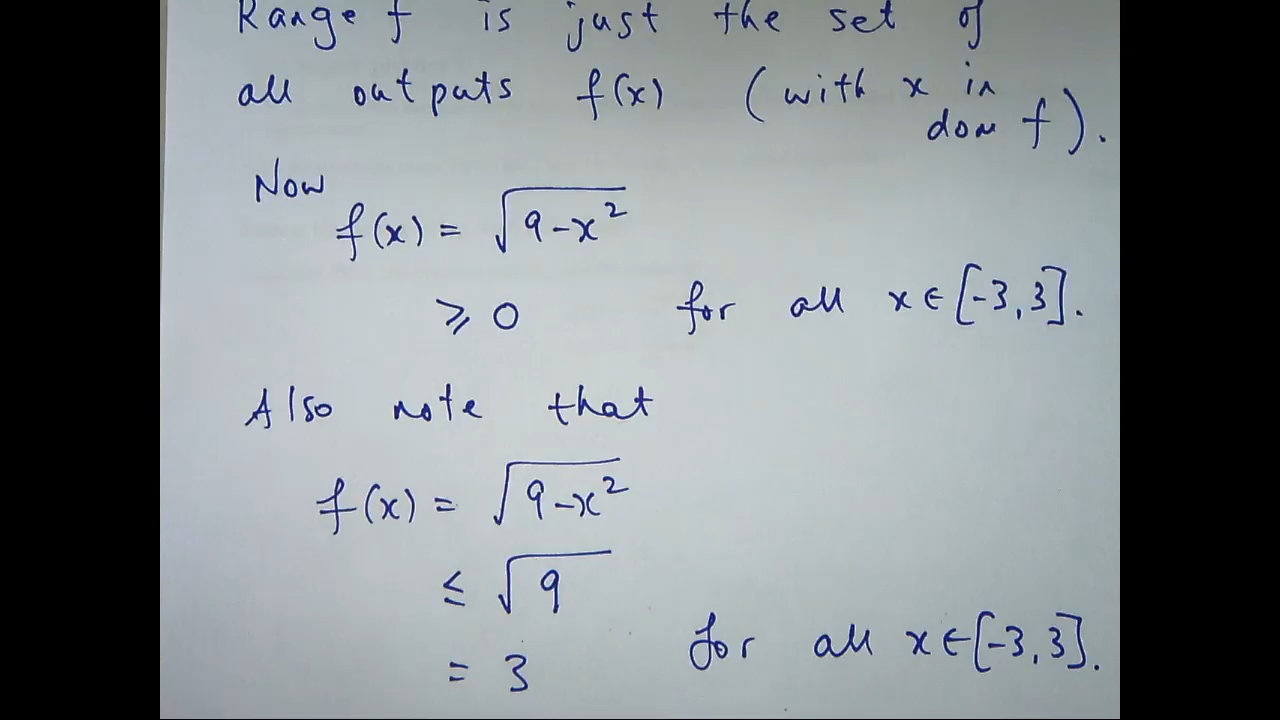 Range f is just the set of
all outputs f(x) (with x in
dom f).
Now
f(x) = √(9-x²)
≥ 0 for all x ∈ [-3, 3].
Also note that
f(x) = √(9-x²)
≤ √9
= 3 for all x ∈ [-3, 3].